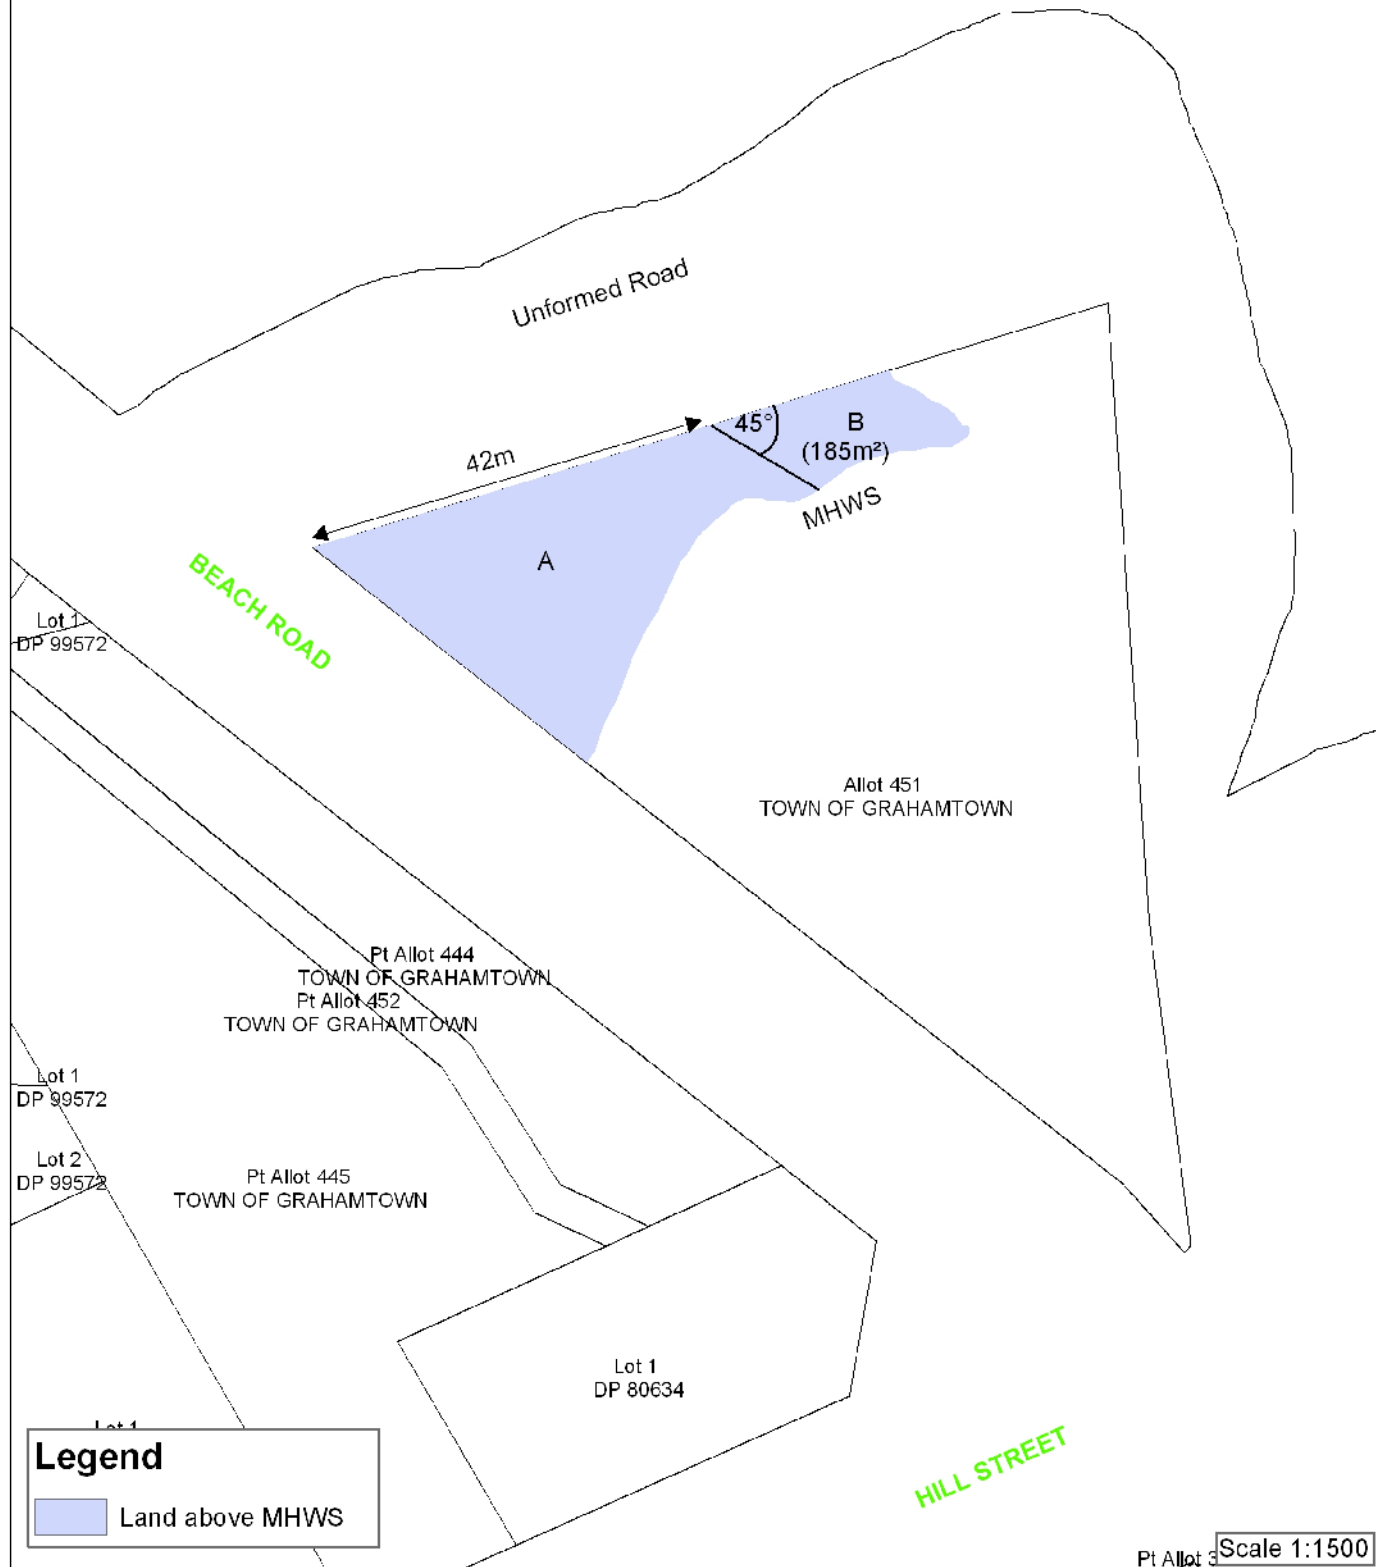 Unformed Road
45°
B
(185m²)
42m
MHWS
A
BEACH ROAD
Lot 1
DP 99572
Allot 451
TOWN OF GRAHAMTOWN
Pt Allot 444
TOWN OF GRAHAMTOWN
Pt Allot 452
TOWN OF GRAHAMTOWN
Lot 1
DP 99572
Lot 2
DP 99572
Pt Allot 445
TOWN OF GRAHAMTOWN
Lot 1
DP 80634
Lot 1
Legend
Land above MHWS
HILL STREET
Pt Allot 3
Scale 1:1500